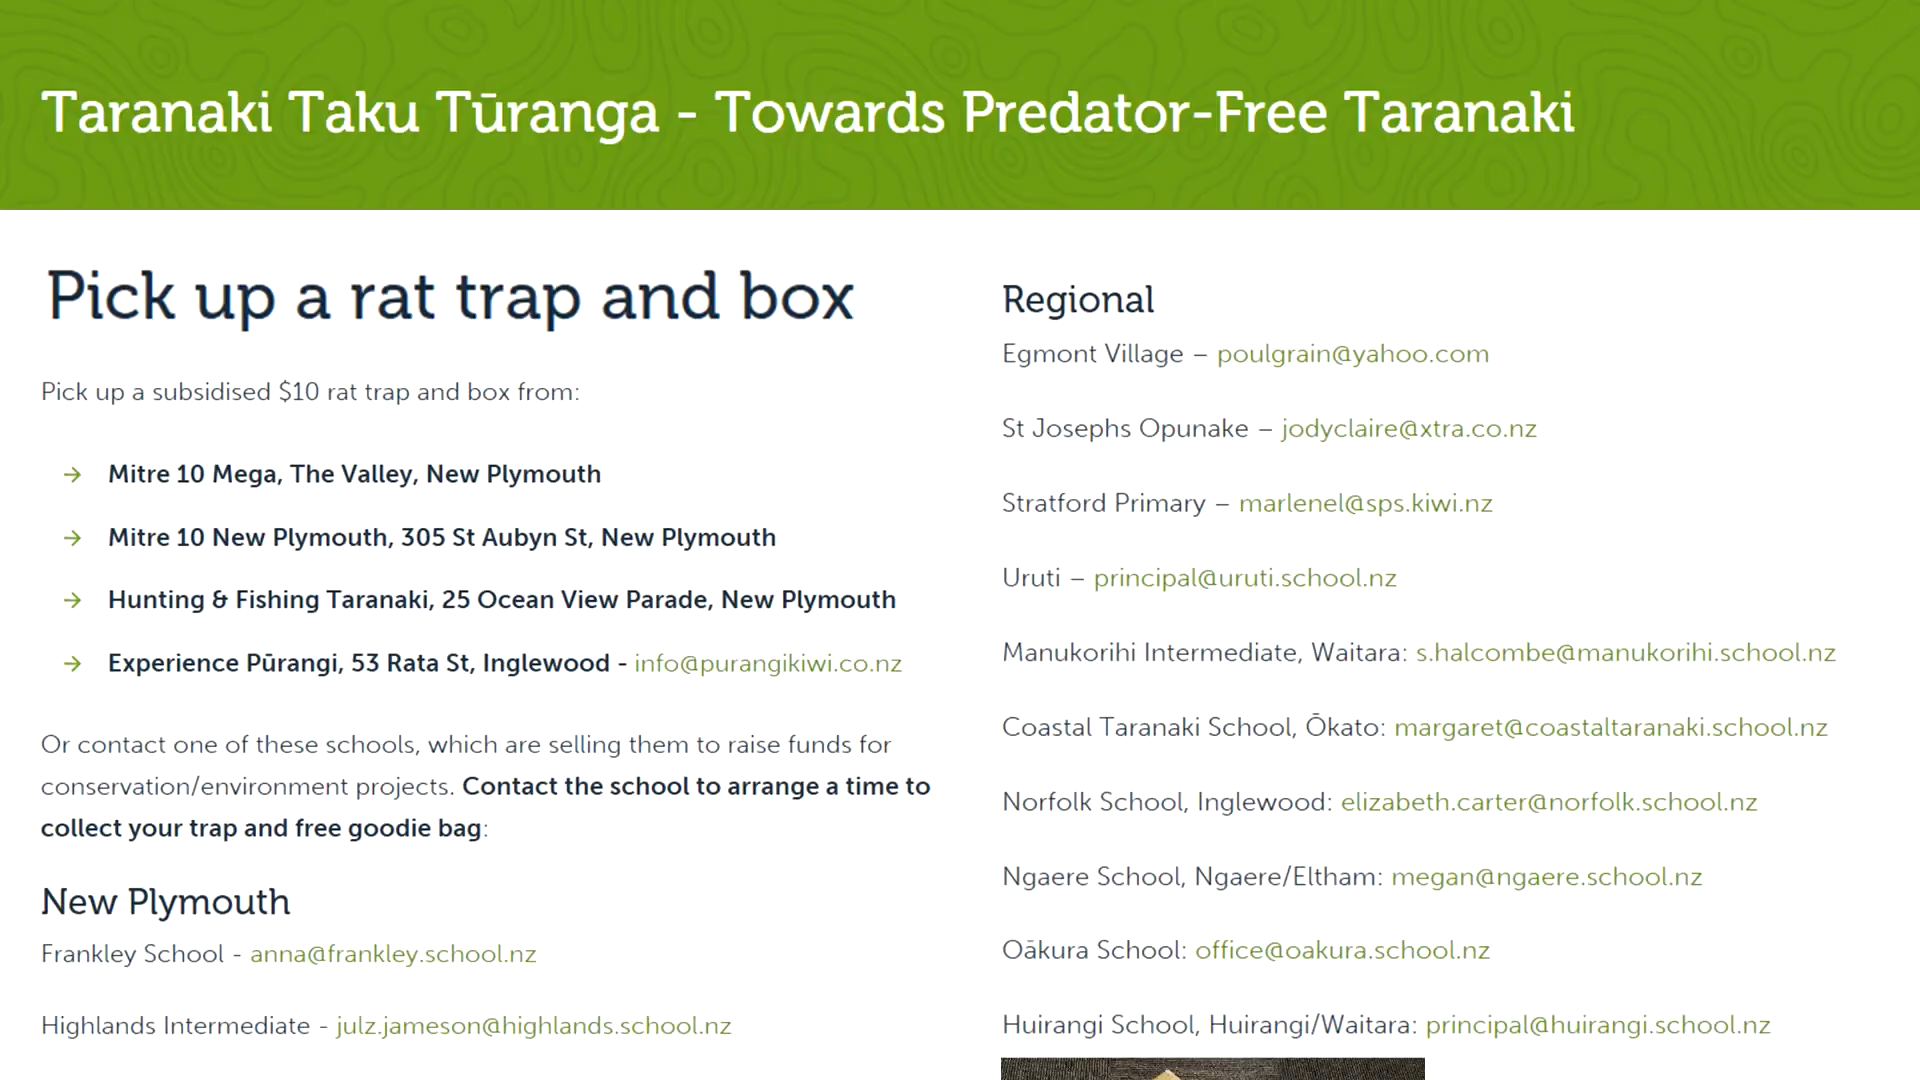 Taranaki Taku Tūranga - Towards Predator-Free Taranaki
Pick up a rat trap and box
Pick up a subsidised $10 rat trap and box from:
→ Mitre 10 Mega, The Valley, New Plymouth
→ Mitre 10 New Plymouth, 305 St Aubyn St, New Plymouth
→ Hunting & Fishing Taranaki, 25 Ocean View Parade, New Plymouth
→ Experience Pūrangi, 53 Rata St, Inglewood - info@purangikiwi.co.nz
Or contact one of these schools, which are selling them to raise funds for
conservation/environment projects. Contact the school to arrange a time to
collect your trap and free goodie bag:
New Plymouth
Frankley School - anna@frankley.school.nz
Highlands Intermediate - julz.jameson@highlands.school.nz
Regional
Egmont Village – poulgrain@yahoo.com
St Josephs Opunake – jodyclaire@xtra.co.nz
Stratford Primary – marlenel@sps.kiwi.nz
Uruti – principal@uruti.school.nz
Manukorihi Intermediate, Waitara: s.halcombe@manukorihi.school.nz
Coastal Taranaki School, Ōkato: margaret@coastaltaranaki.school.nz
Norfolk School, Inglewood: elizabeth.carter@norfolk.school.nz
Ngaere School, Ngaere/Eltham: megan@ngaere.school.nz
Oākura School: office@oakura.school.nz
Huirangi School, Huirangi/Waitara: principal@huirangi.school.nz